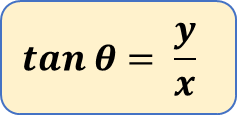 tan θ = y/x